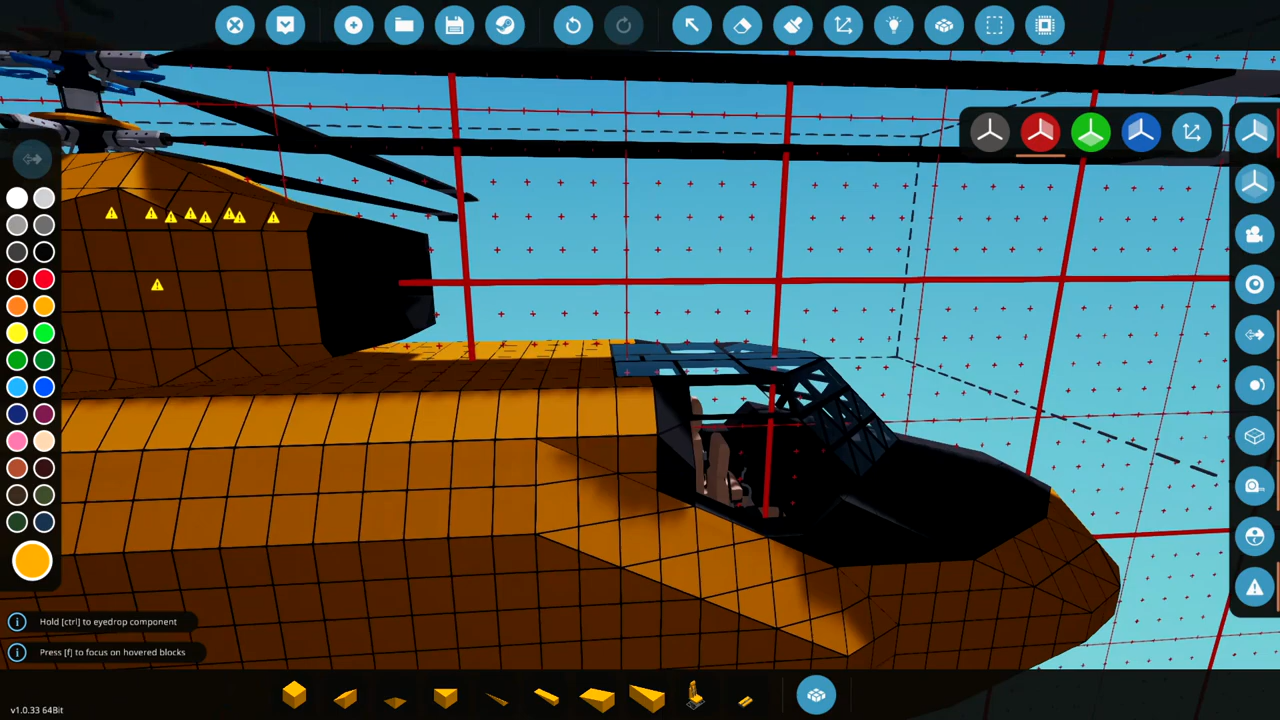 Hold [ctrl] to eyedrop component
Press [f] to focus on hovered blocks
v1.0.33 64Bit